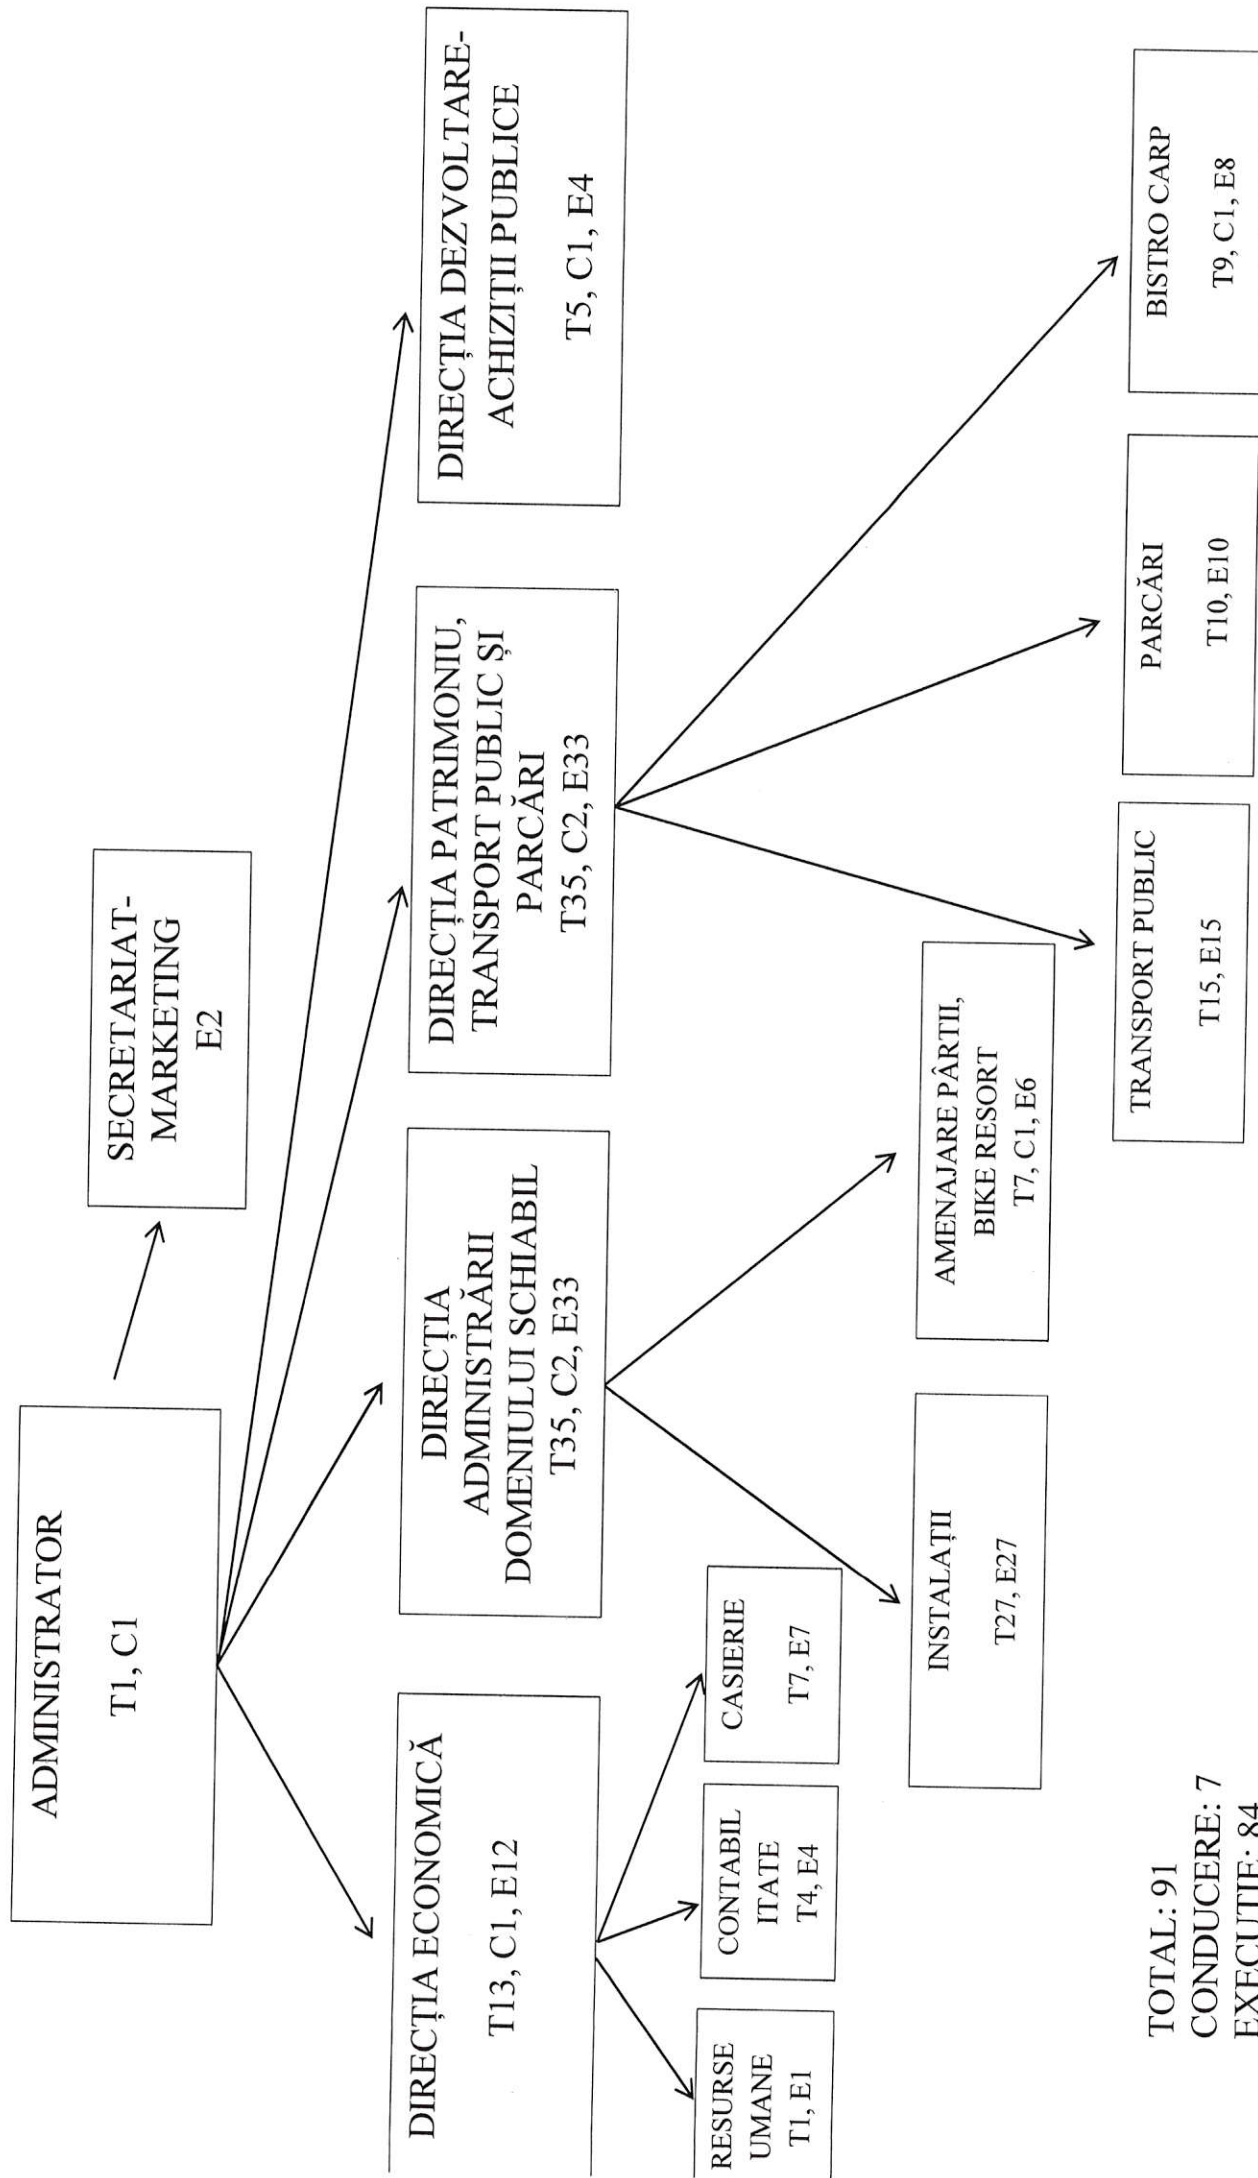 ADMINISTRATOR
T1, C1
SECRETARIAT-
MARKETING
E2
DIRECȚIA ECONOMICĂ
T13, C1, E12
DIRECȚIA
ADMINISTRĂRII
DOMENIULUI SCHIABIL
T35, C2, E33
DIRECȚIA PATRIMONIU,
TRANSPORT PUBLIC ȘI
PARCĂRI
T35, C2, E33
DIRECȚIA DEZVOLTARE-
ACHIZIȚII PUBLICE
T5, C1, E4
RESURSE
UMANE
T1, E1
CONTABIL
ITATE
T4, E4
CASIERIE
T7, E7
INSTALAȚII
T27, E27
AMENAJARE PÂRTII,
BIKE RESORT
T7, C1, E6
TRANSPORT PUBLIC
T15, E15
PARCĂRI
T10, E10
BISTRO CARP
T9, C1, E8
TOTAL: 91
CONDUCERE: 7
EXECUTIE: 84